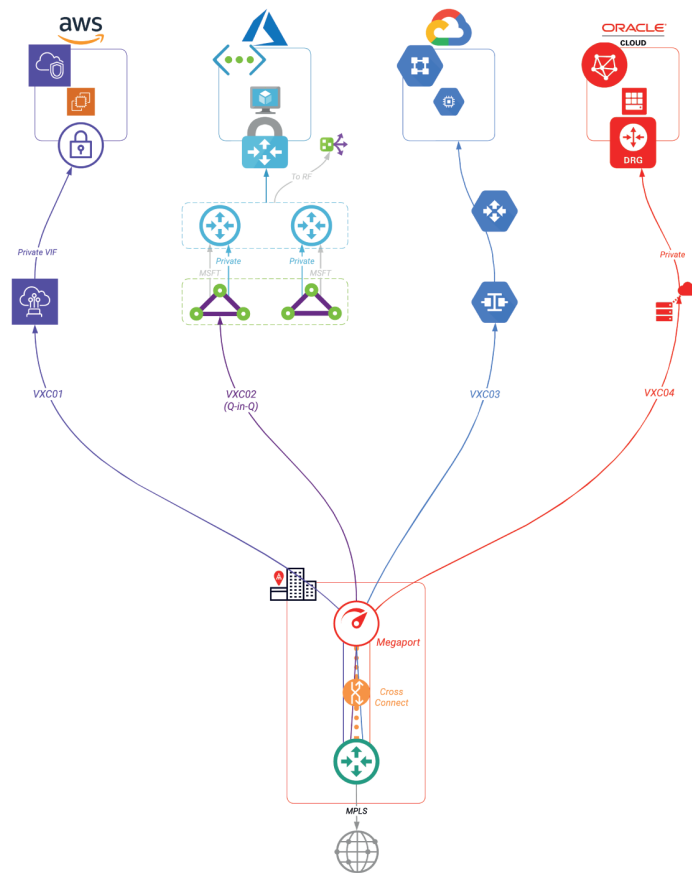 aws
ORACLE
CLOUD
DRG
To RF
Private VIF
MSFT
Private
Private
MSFT
Private
VXC01
VXC02
(Q-in-Q)
VXC03
VXC04
A
Megaport
Cross
Connect
MPLS